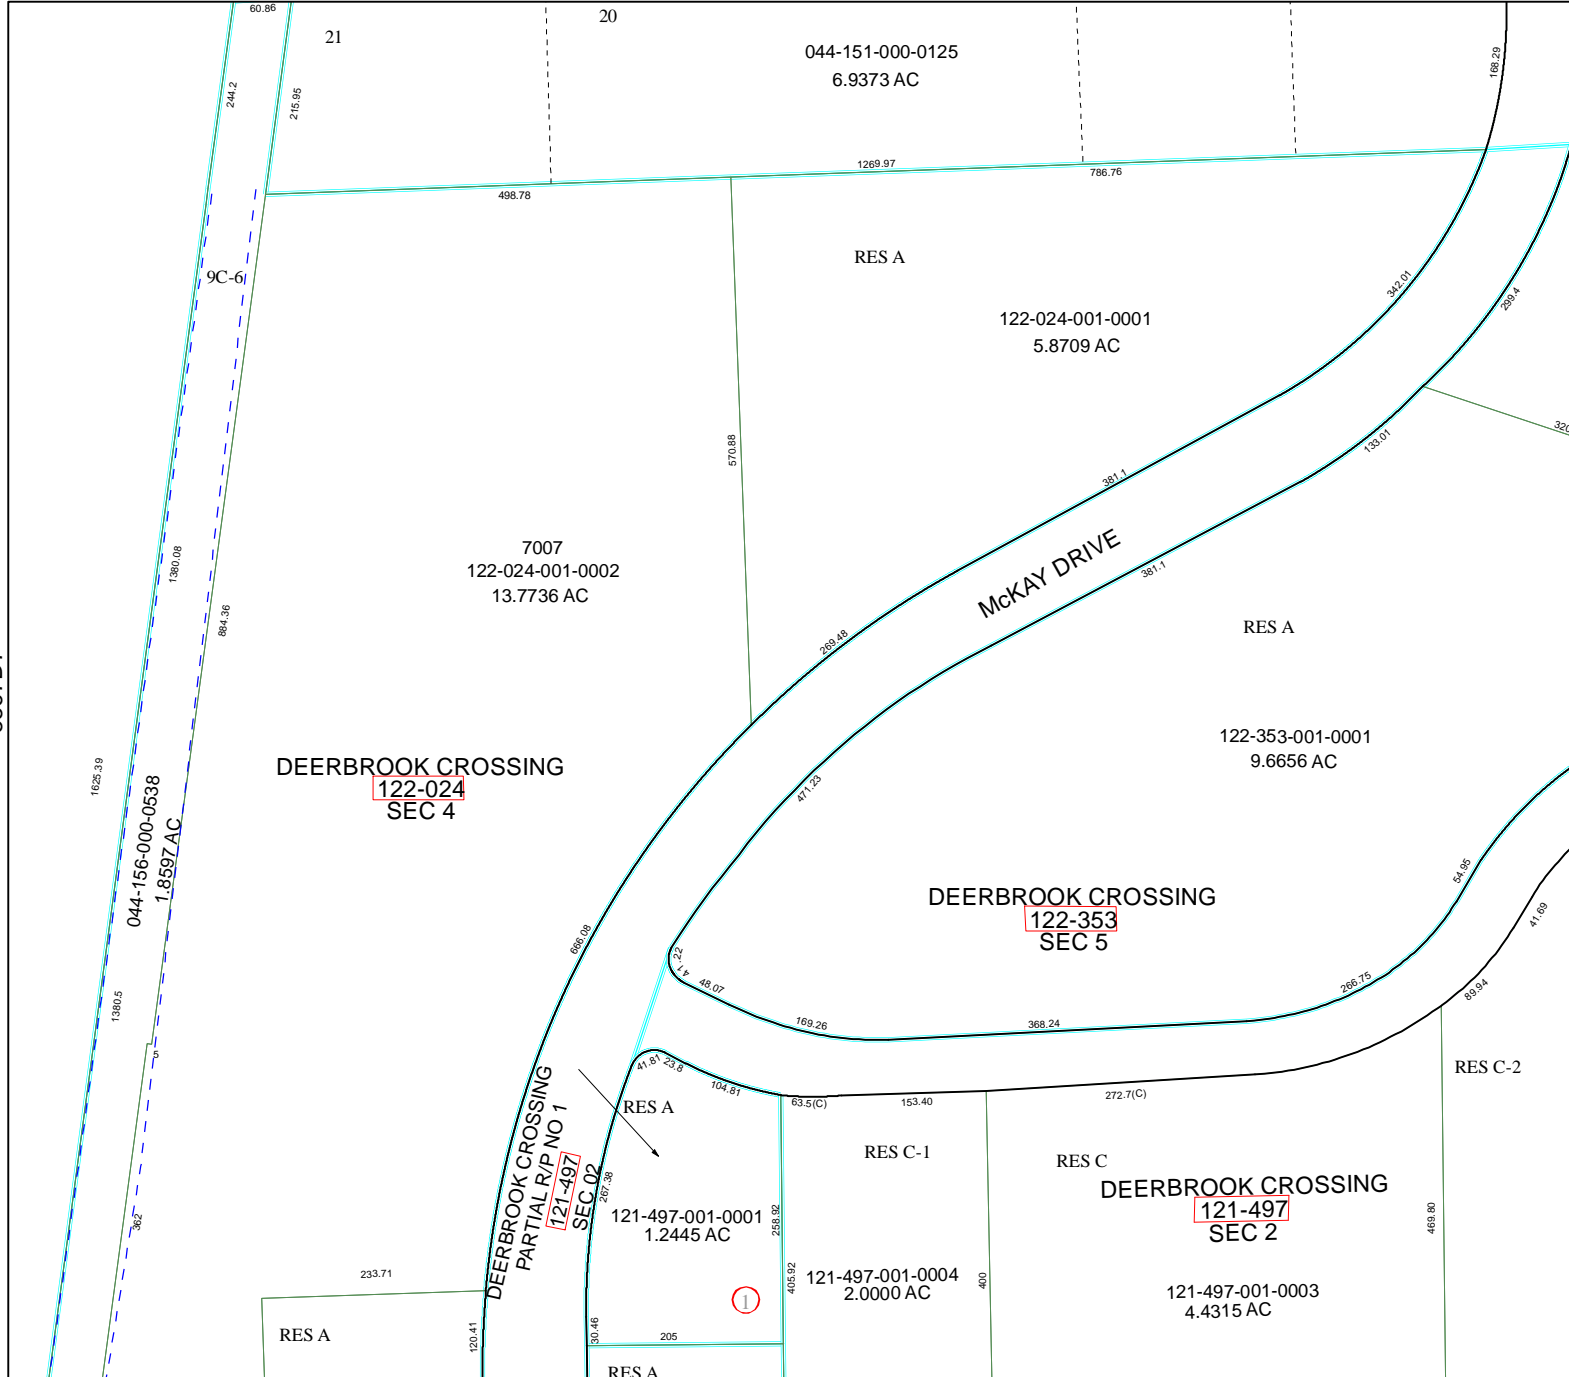 60.86
20
21
044-151-000-0125
6.9373 AC
168.29
244.2
215.95
1269.97
786.76
498.78
RES A
9C-6
342.01
299.4
122-024-001-0001
5.8709 AC
133.01
570.88
381.1
7007
122-024-001-0002
13.7736 AC
McKAY DRIVE
381.1
1380.08
884.36
269.48
RES A
122-353-001-0001
9.6656 AC
1625.39
044-156-000-0538
1.8597 AC
DEERBROOK CROSSING
122-024
SEC 4
471.23
54.95
DEERBROOK CROSSING
122-353
SEC 5
41.69
666.08
41.22
48.07
266.75
89.94
1380.5
169.26
368.24
5
41.81
23.8
104.81
63.5(C)
153.40
272.7(C)
RES C-2
RES A
DEERBROOK CROSSING
PARTIAL R/P NO 1
121-497
SEC 02
267.38
RES C-1
RES C
DEERBROOK CROSSING
121-497
SEC 2
362
121-497-001-0001
1.2445 AC
258.92
469.80
233.71
405.92
121-497-001-0004
2.0000 AC
400
121-497-001-0003
4.4315 AC
1
RES A
120.41
30.46
205
RES A